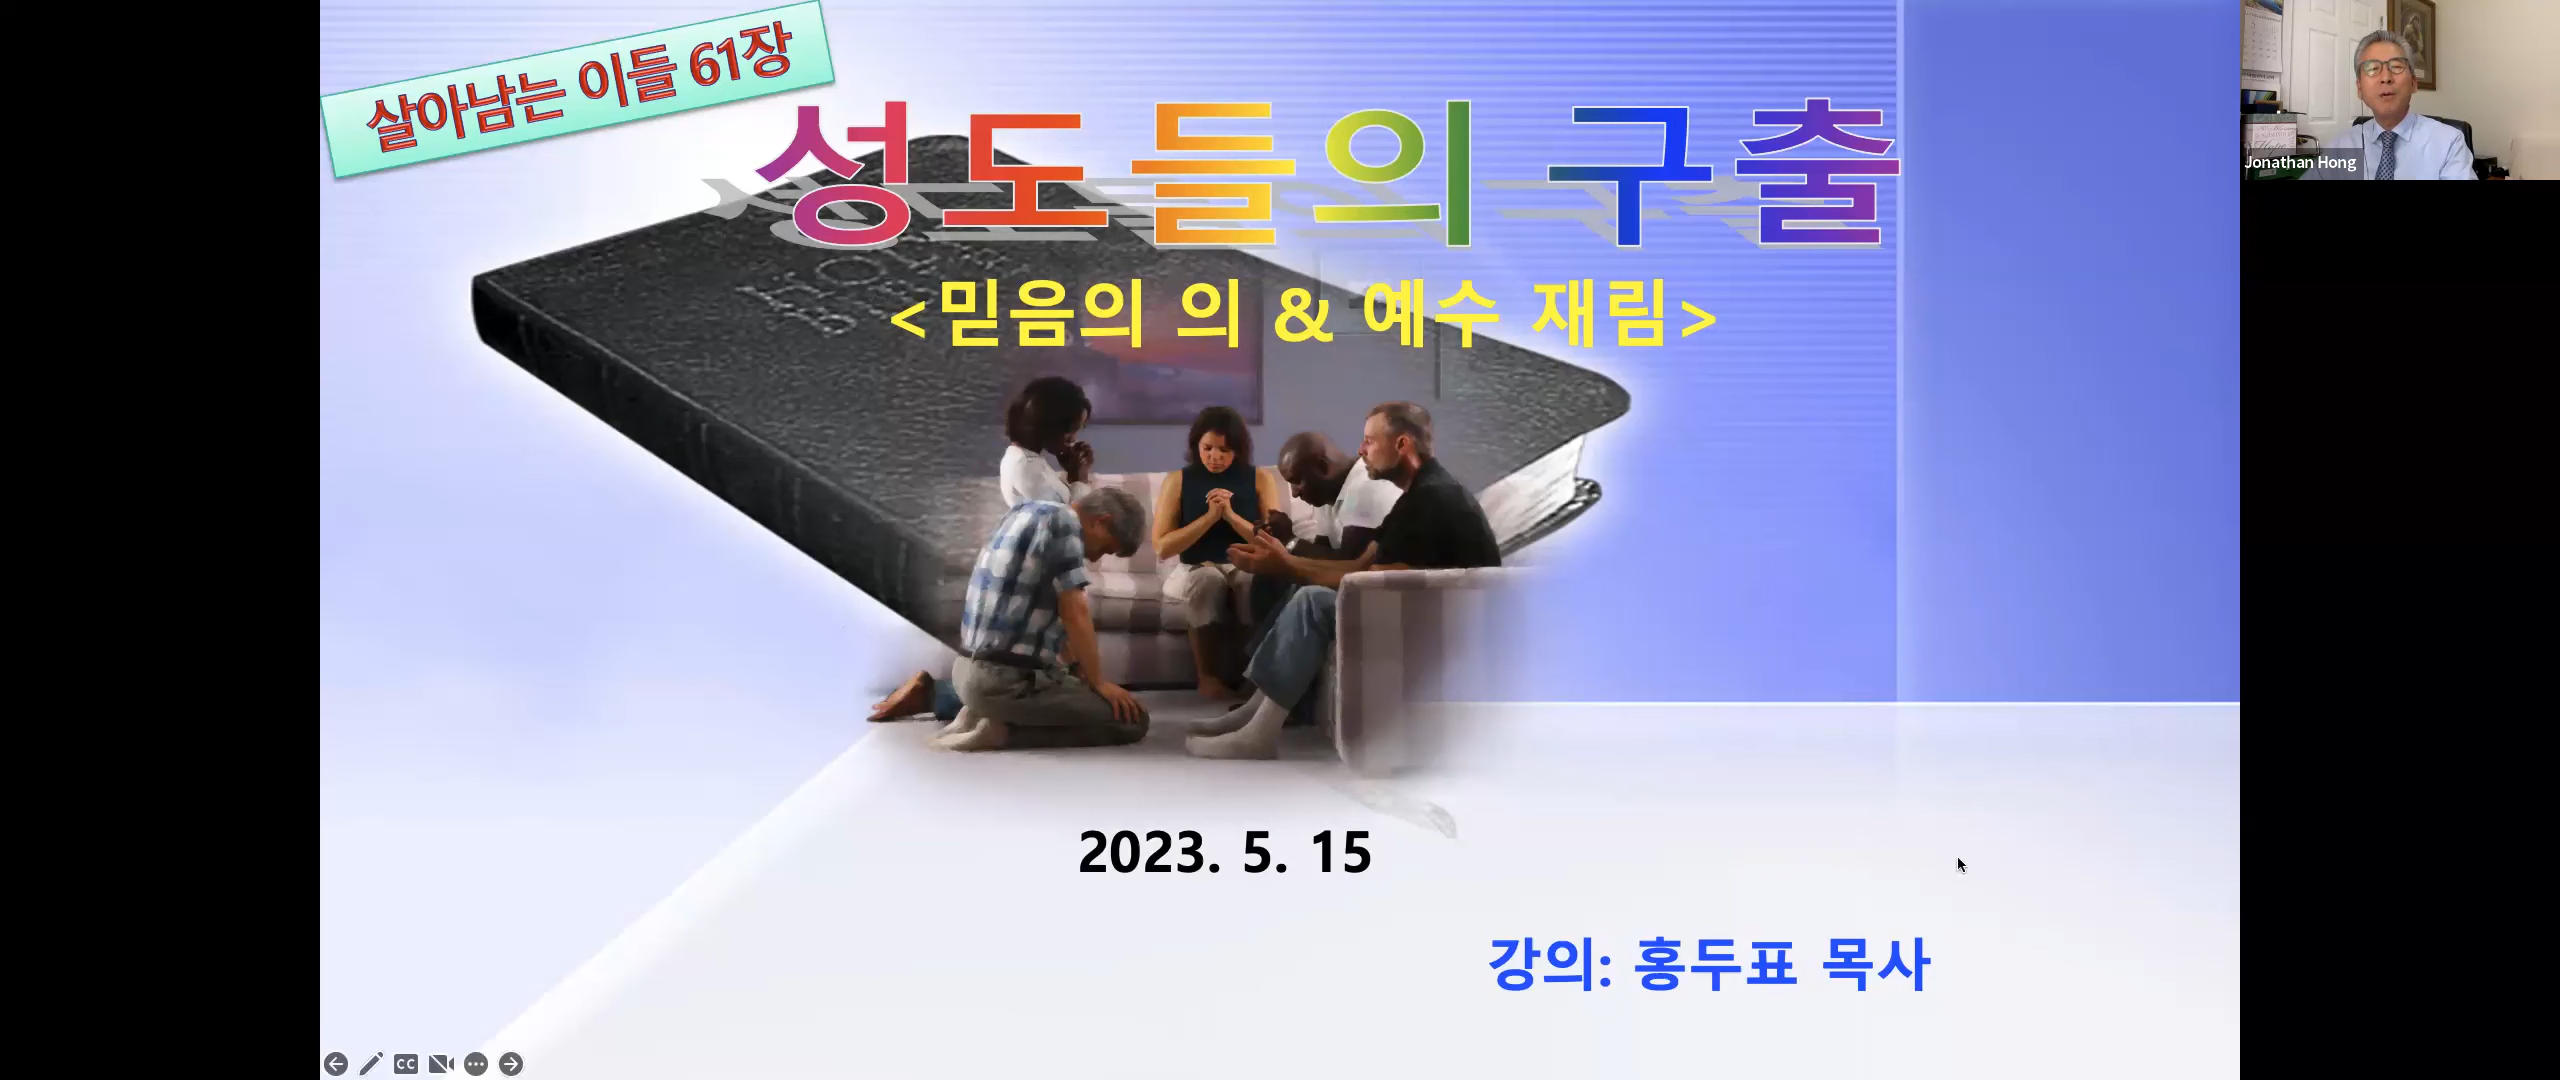 살아남는 이들 61장
성도들의 구출
<믿음의 의 & 예수 재림>
2023. 5. 15
강의: 홍두표 목사
Jonathan Hong
CC